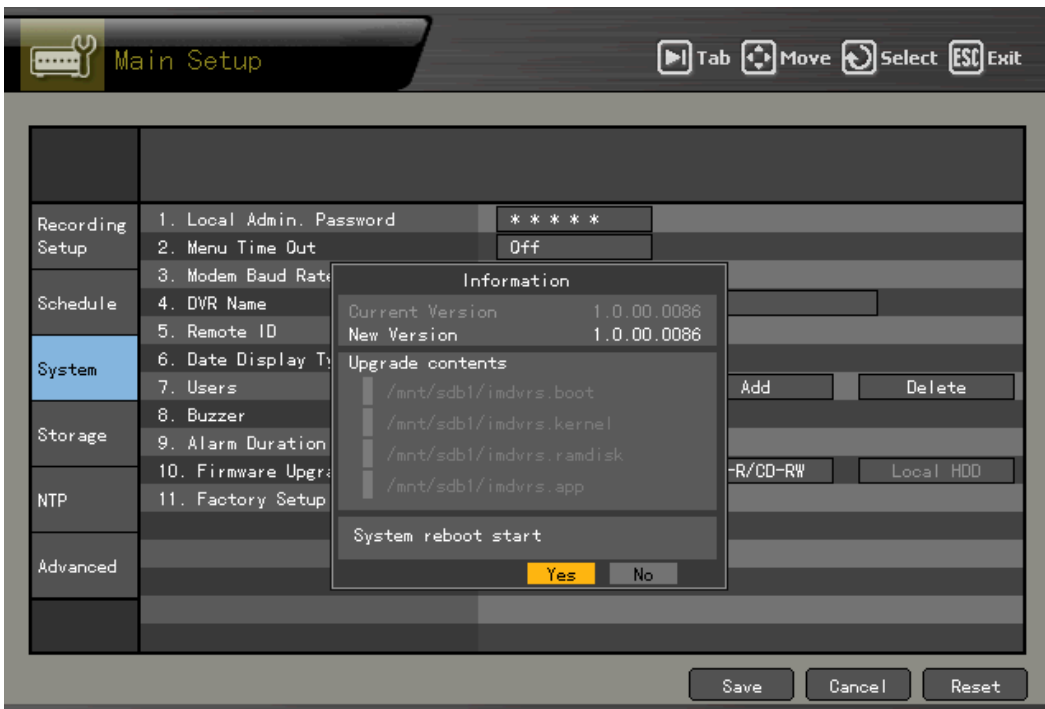 Main Setup
Tab Move Select ESC Exit
Recording Setup
Schedule
System
Storage
NTP
Advanced
1. Local Admin. Password * * * * *
2. Menu Time Out Off
3. Modem Baud Rate
4. DVR Name
5. Remote ID
6. Date Display Ty
7. Users Add Delete
8. Buzzer
9. Alarm Duration
10. Firmware Upgra -R/CD-RW Local HDD
11. Factory Setup
Information
Current Version 1.0.00.0086
New Version 1.0.00.0086
Upgrade contents
/mnt/sdb1/imdvrs.boot
/mnt/sdb1/imdvrs.kernel
/mnt/sdb1/imdvrs.ramdisk
/mnt/sdb1/imdvrs.app
System reboot start
Yes No
Save Cancel Reset